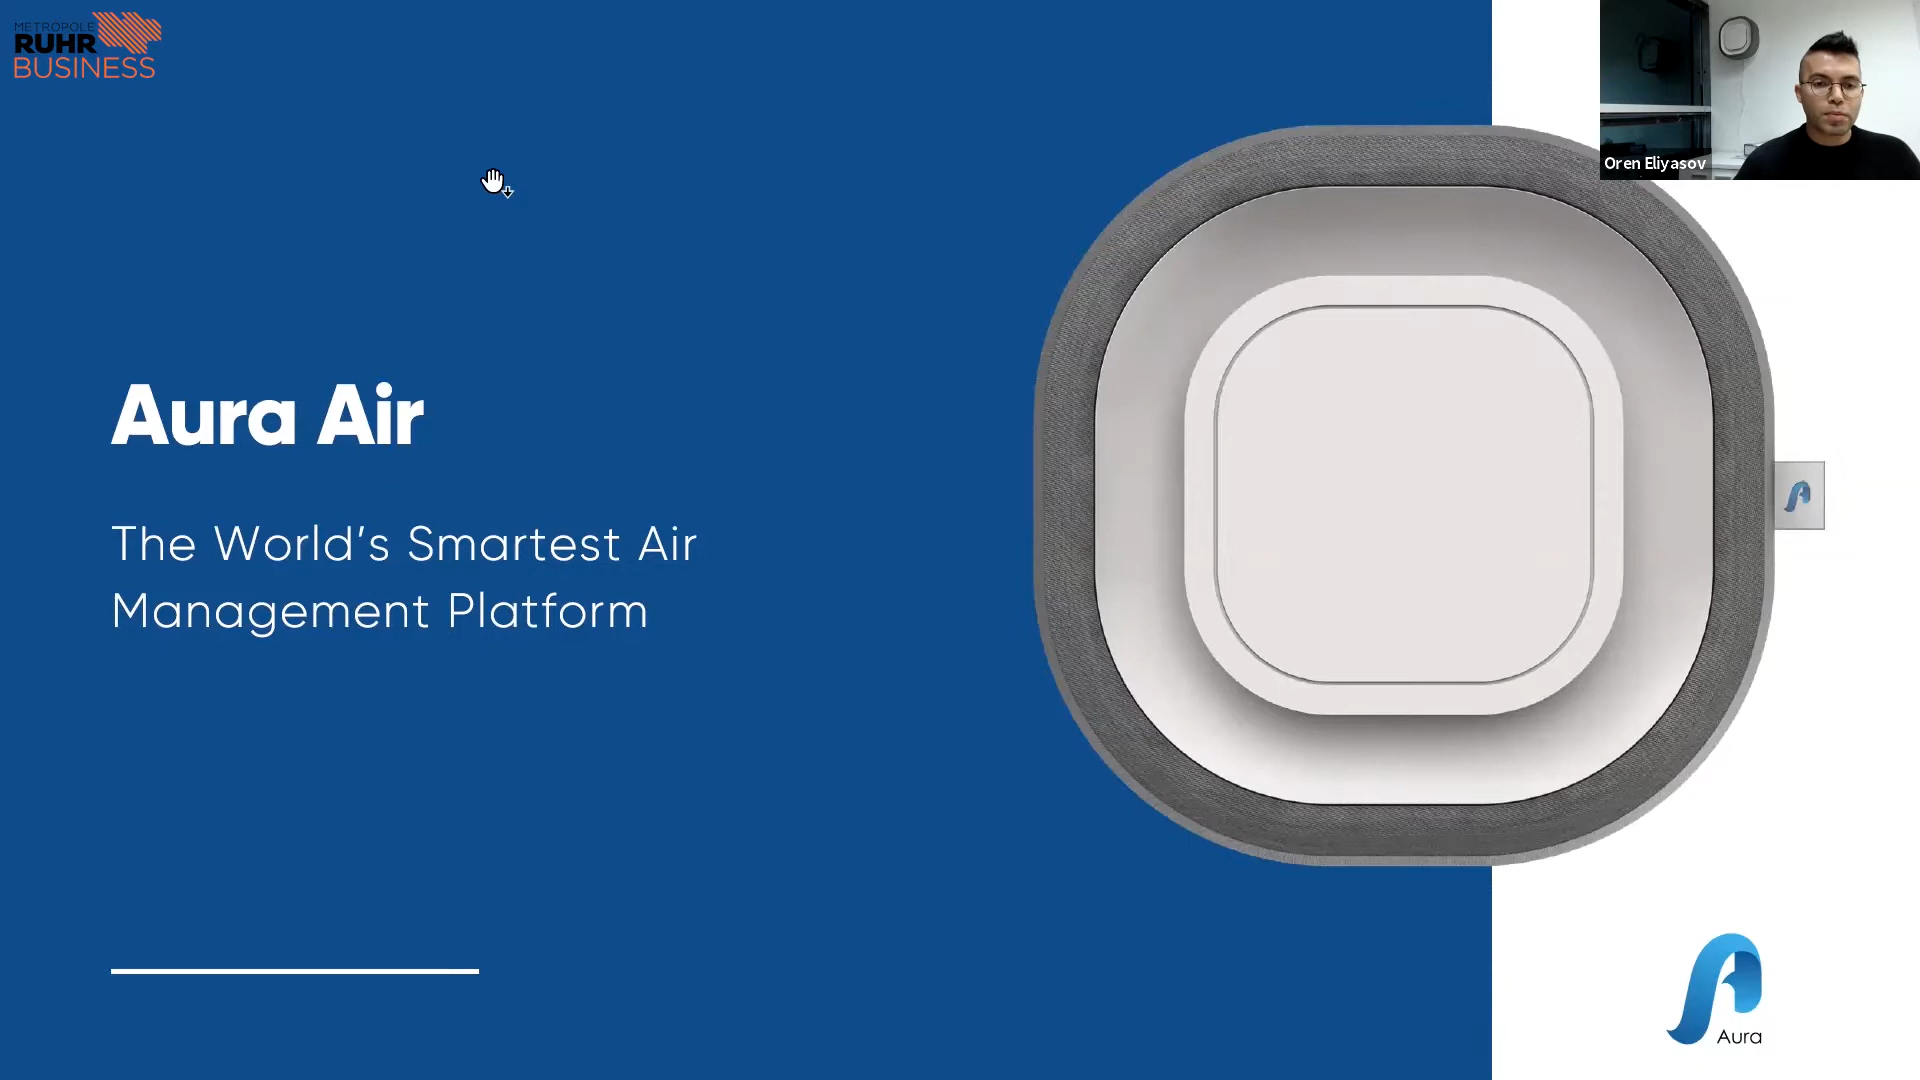 METROPOLE
RUHR
BUSINESS
Oren Eliyasov
Aura Air
The World's Smartest Air
Management Platform
Aura